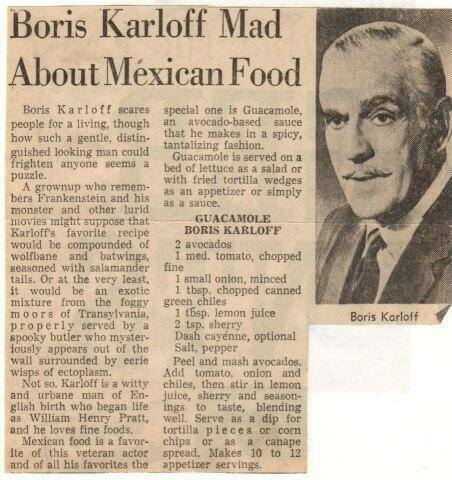 Boris Karloff Mad
About Mexican Food
Boris Karloff scares
people for a living, though
how such a gentle, distin-
guished looking man could
frighten anyone seems a
puzzle.
A grownup who remem-
bers Frankenstein and his
monster and other lurid
movies might suppose that
Karloff's favorite recipe
would be compounded of
wolfbane and batwings,
seasoned with salamander
tails. Or at the very least,
it would be an exotic
mixture from the foggy
moors of Transylvania,
properly served by a
spooky butler who myster-
iously appears out of the
wall surrounded by eerie
wisps of ectoplasm.
Not so. Karloff is a witty
and urbane man of En-
glish birth who began life
as William Henry Pratt,
and he loves fine foods.
Mexican food is a favor-
ite of this veteran actor
and of all his favorites the
special one is Guacamole,
an avocado-based sauce
that he makes in a spicy,
tantalizing fashion.
Guacamole is served on a
bed of lettuce as a salad or
with fried tortilla wedges
as an appetizer or simply
as a sauce.
GUACAMOLE
BORIS KARLOFF
2 avocados
1 med. tomato, chopped
fine
1 small onion, minced
1 tbsp. chopped canned
green chiles
1 tbsp. lemon juice
2 tsp. sherry
Dash cayenne, optional
Salt, pepper
Peel and mash avocados.
Add tomato, onion and
chiles, then stir in lemon
juice, sherry and season-
ings to taste, blending
well. Serve as a dip for
tortilla pieces or corn
chips or as a canape
spread. Makes 10 to 12
appetizer servings.
Boris Karloff